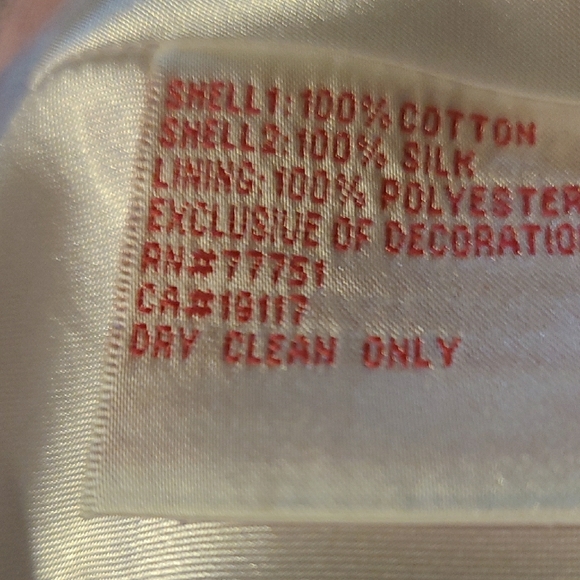 SHELL1: 100% COTTON
SHELL2: 100% SILK
LINING: 100% POLYESTER
EXCLUSIVE OF DECORATIO
RN# 77751
CA#19117
DRY CLEAN ONLY